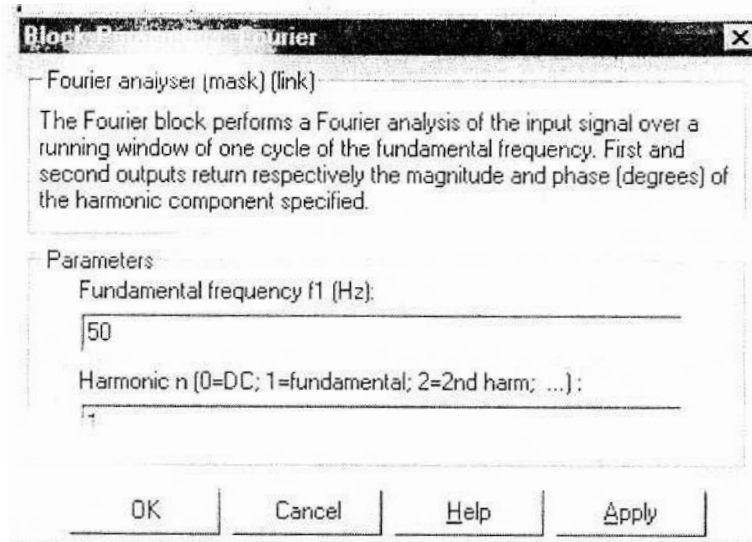 Block Fourier
Fourier analyser (mask) (link)
The Fourier block performs a Fourier analysis of the input signal over a
running window of one cycle of the fundamental frequency. First and
second outputs return respectively the magnitude and phase (degrees) of
the harmonic component specified.
Parameters
Fundamental frequency f1 (Hz):
50
Harmonic n (0=DC; 1=fundamental; 2=2nd harm; ...) :
OK Cancel Help Apply